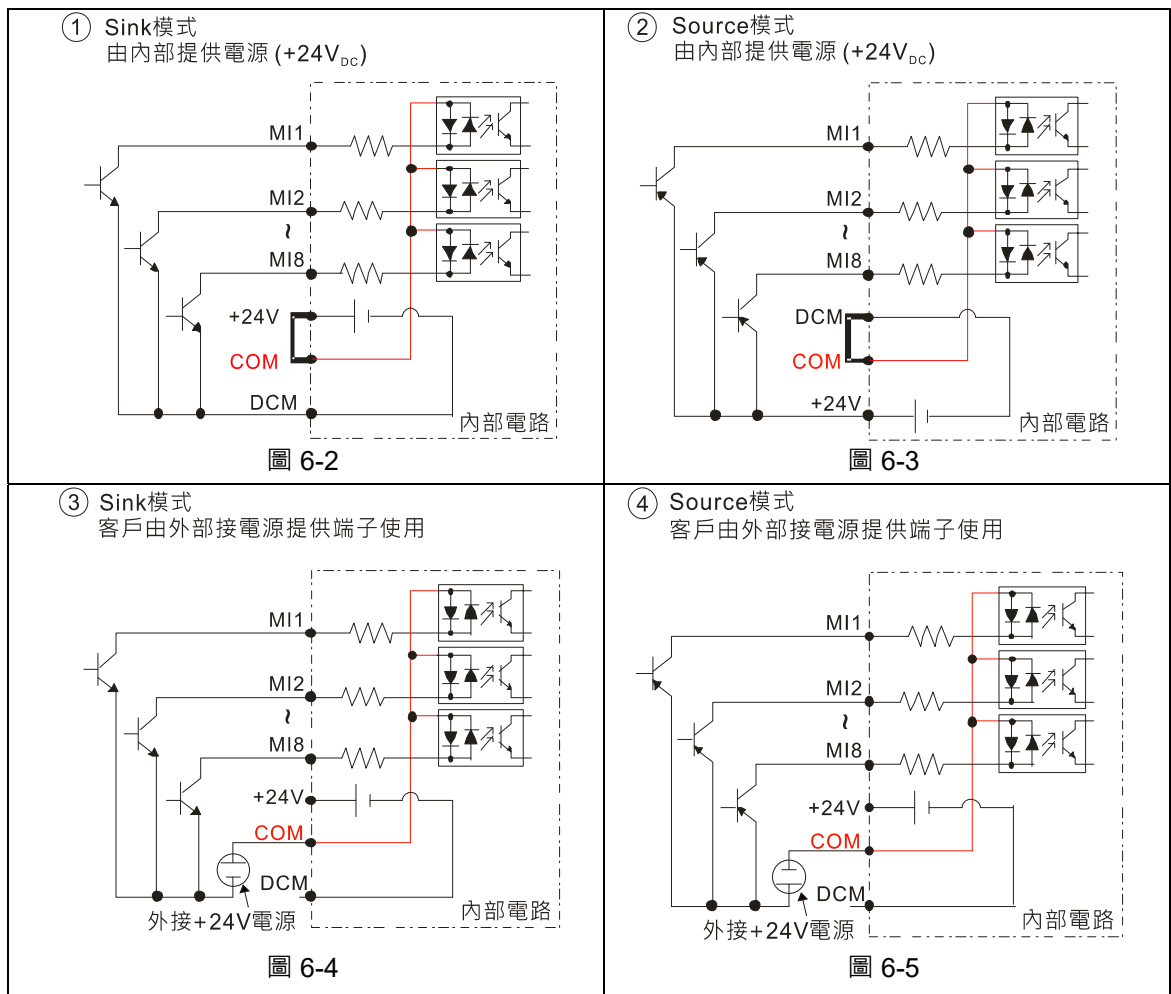 ① Sink模式
由內部提供電源 (+24VDC)
MI1
MI2
~
MI8
+24V
COM
DCM
內部電路
圖 6-2
② Source模式
由內部提供電源 (+24VDC)
MI1
MI2
~
MI8
DCM
COM
+24V
內部電路
圖 6-3
③ Sink模式
客戶由外部接電源提供端子使用
MI1
MI2
~
MI8
+24V
COM
DCM
外接+24V電源
內部電路
圖 6-4
④ Source模式
客戶由外部接電源提供端子使用
MI1
MI2
~
MI8
+24V
COM
DCM
外接+24V電源
內部電路
圖 6-5